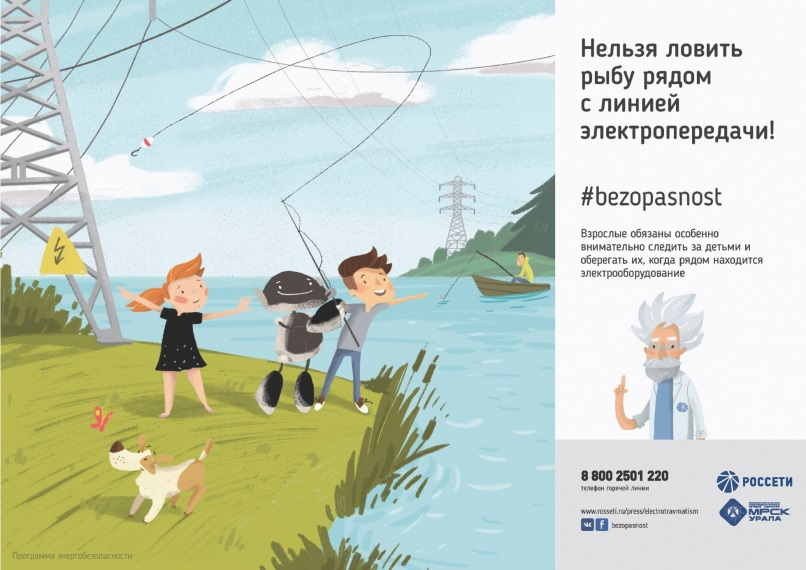 Нельзя ловить
рыбу рядом
с линией
электропередачи!
#bezopasnost
Взрослые обязаны особенно
внимательно следить за детьми и
оберегать их, когда рядом находится
электрооборудование
8 800 2501 220
телефон горячей линии
www.rosseti.ru/press/electrotravmatism
bezopasnost
РОССЕТИ
МРСК
УРАЛА
Программа энергобезопасности